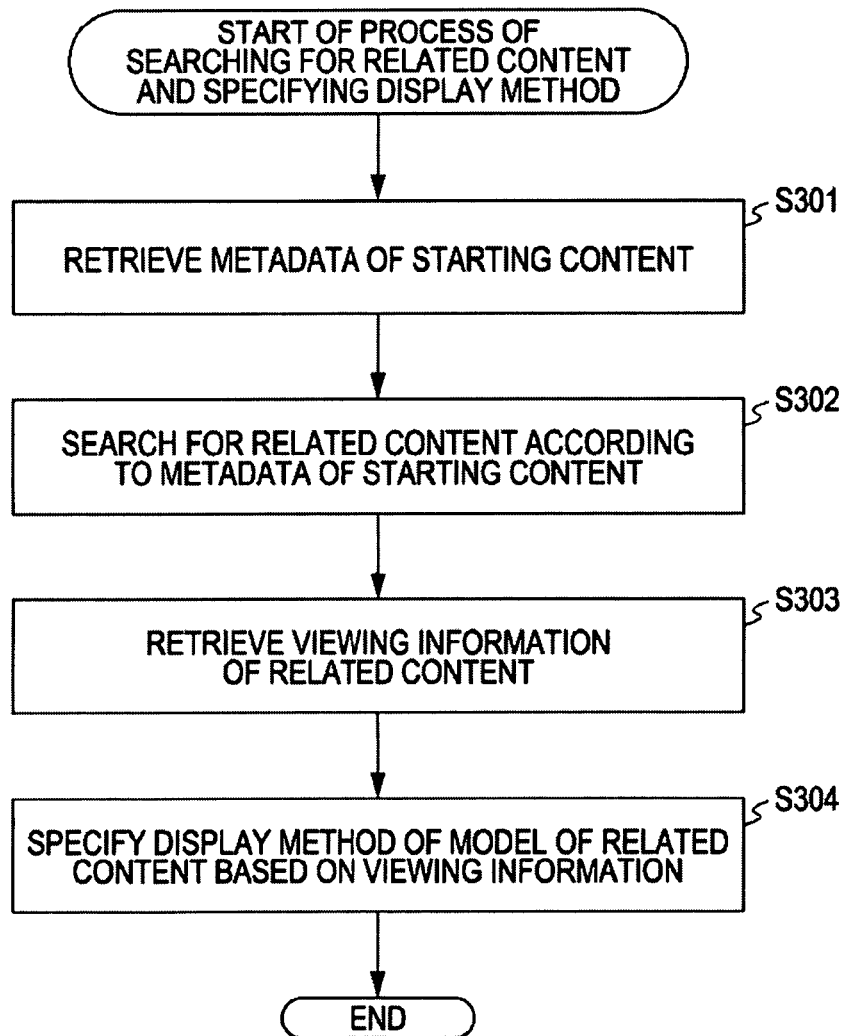 START OF PROCESS OF
SEARCHING FOR RELATED CONTENT
AND SPECIFYING DISPLAY METHOD
S301
RETRIEVE METADATA OF STARTING CONTENT
S302
SEARCH FOR RELATED CONTENT ACCORDING
TO METADATA OF STARTING CONTENT
S303
RETRIEVE VIEWING INFORMATION
OF RELATED CONTENT
S304
SPECIFY DISPLAY METHOD OF MODEL OF RELATED
CONTENT BASED ON VIEWING INFORMATION
END